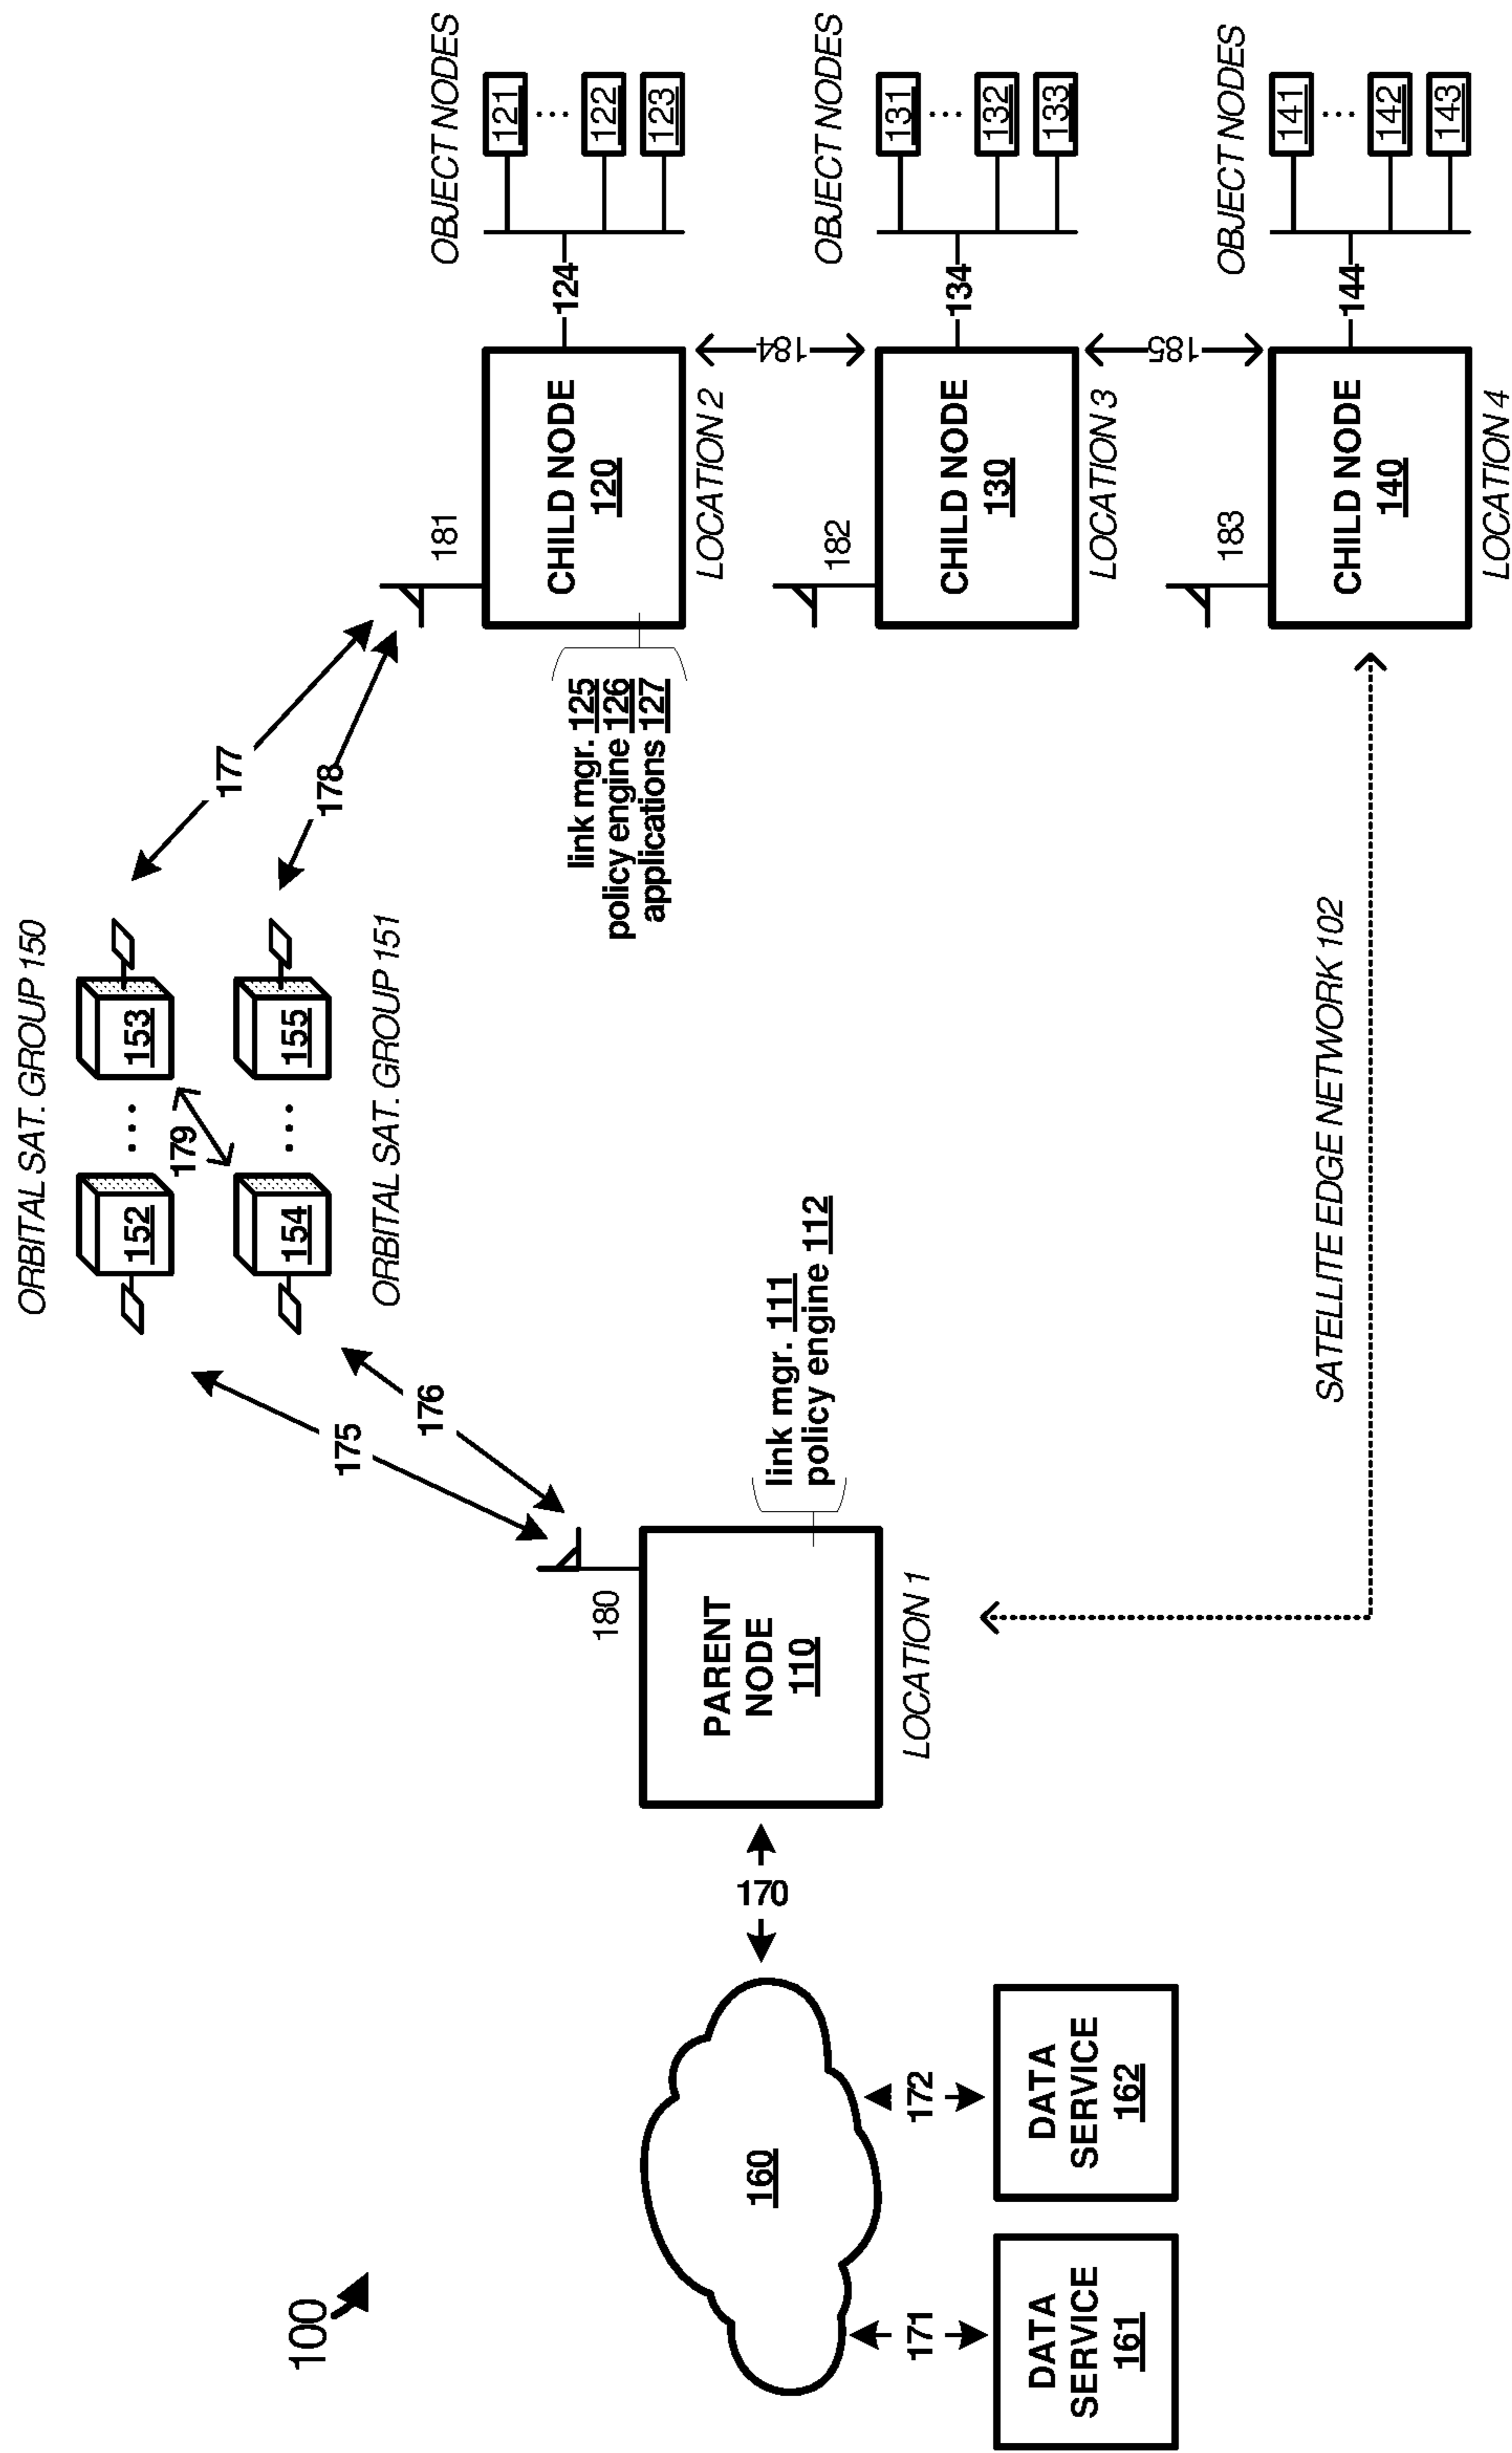 100
ORBITAL SAT. GROUP 150
152
153
179
154
155
ORBITAL SAT. GROUP 151
175
176
177
178
180
181
PARENT
NODE
110
LOCATION 1
link mgr. 111
policy engine 112
link mgr. 125
policy engine 126
applications 127
CHILD NODE
120
LOCATION 2
124
OBJECT NODES
121
...
122
123
184
182
CHILD NODE
130
LOCATION 3
134
OBJECT NODES
131
...
132
133
185
183
CHILD NODE
140
LOCATION 4
144
OBJECT NODES
141
...
142
143
160
170
171
172
DATA
SERVICE
161
DATA
SERVICE
162
SATELLITE EDGE NETWORK 102